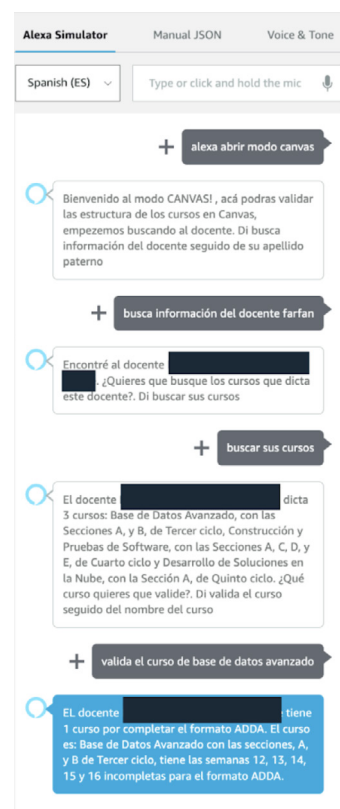 Alexa Simulator Manual JSON Voice & Tone
Spanish (ES) Type or click and hold the mic
alexa abrir modo canvas
Bienvenido al modo CANVAS! , acá podras validar
las estructura de los cursos en Canvas,
empezemos buscando al docente. Di busca
información del docente seguido de su apellido
paterno
busca información del docente farfan
Encontré al docente
. ¿Quieres que busque los cursos que dicta
este docente?. Di buscar sus cursos
buscar sus cursos
El docente dicta
3 cursos: Base de Datos Avanzado, con las
Secciones A, y B, de Tercer ciclo, Construcción y
Pruebas de Software, con las Secciones A, C, D, y
E, de Cuarto ciclo y Desarrollo de Soluciones en
la Nube, con la Sección A, de Quinto ciclo. ¿Qué
curso quieres que valide?. Di valida el curso
seguido del nombre del curso
valida el curso de base de datos avanzado
EL docente tiene
1 curso por completar el formato ADDA. El curso
es: Base de Datos Avanzado con las secciones, A,
y B de Tercer ciclo, tiene las semanas 12, 13, 14,
15 y 16 incompletas para el formato ADDA.